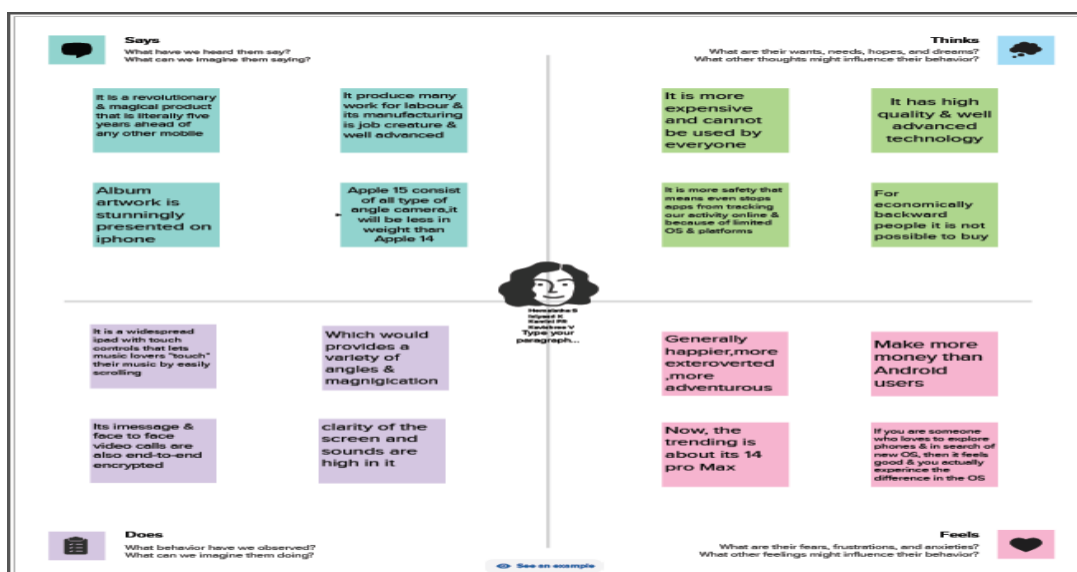 Says
What have we heard them say?
What can we imagine them saying?
Thinks
What are their wants, needs, hopes, and dreams?
What other thoughts might influence their behavior?
It is a revolutionary
& magical product
that is literally five
years ahead of
any other mobile
It produce many
work for labour &
its manufacturing
is job creature &
well advanced
It is more
expensive
and cannot
be used by
everyone
It has high
quality & well
advanced
technology
Album
artwork is
stunningly
presented on
iphone
Apple 15 consist
of all type of
angle camera,it
will be less in
weight than
Apple 14
It is more safety that
means even stops
apps from tracking
our activity online &
because of limited
OS & platforms
For
economically
backward
people it is not
possible to buy
Type your
paragraph...
It is a widespread
ipad with touch
controls that lets
music lovers "touch"
their music by easily
scrolling
Which would
provides a
variety of
angles &
magnigication
Generally
happier,more
exteroverted
,more
adventurous
Make more
money than
Android
users
Its imessage &
face to face
video calls are
also end-to-end
encrypted
clarity of the
screen and
sounds are
high in it
Now, the
trending is
about its 14
pro Max
If you are someone
who loves to explore
phones & in search of
new OS, then it feels
good & you actually
experince the
difference in the OS
Does
What behavior have we observed?
What can we imagine them doing?
Feels
What are their fears, frustrations, and anxieties?
What other feelings might influence their behavior?
See an example